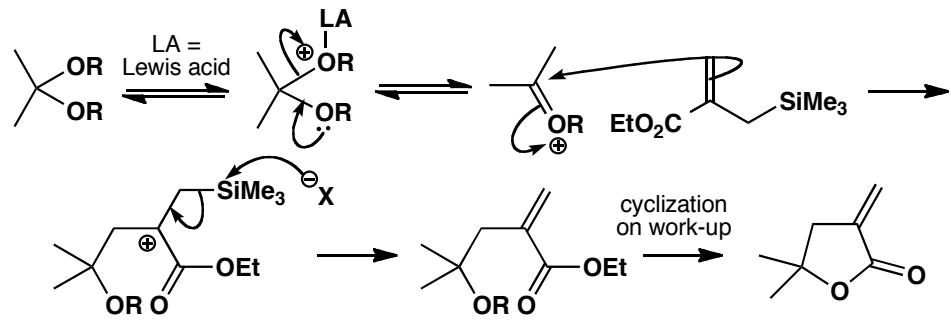 LA
OR
OR
LA =
Lewis acid
⊕
OR
OR
⊕
OR
EtO₂C
SiMe₃
SiMe₃
⊖
X
⊕
OEt
OR
O
OEt
OR
O
cyclization
on work-up
O
O